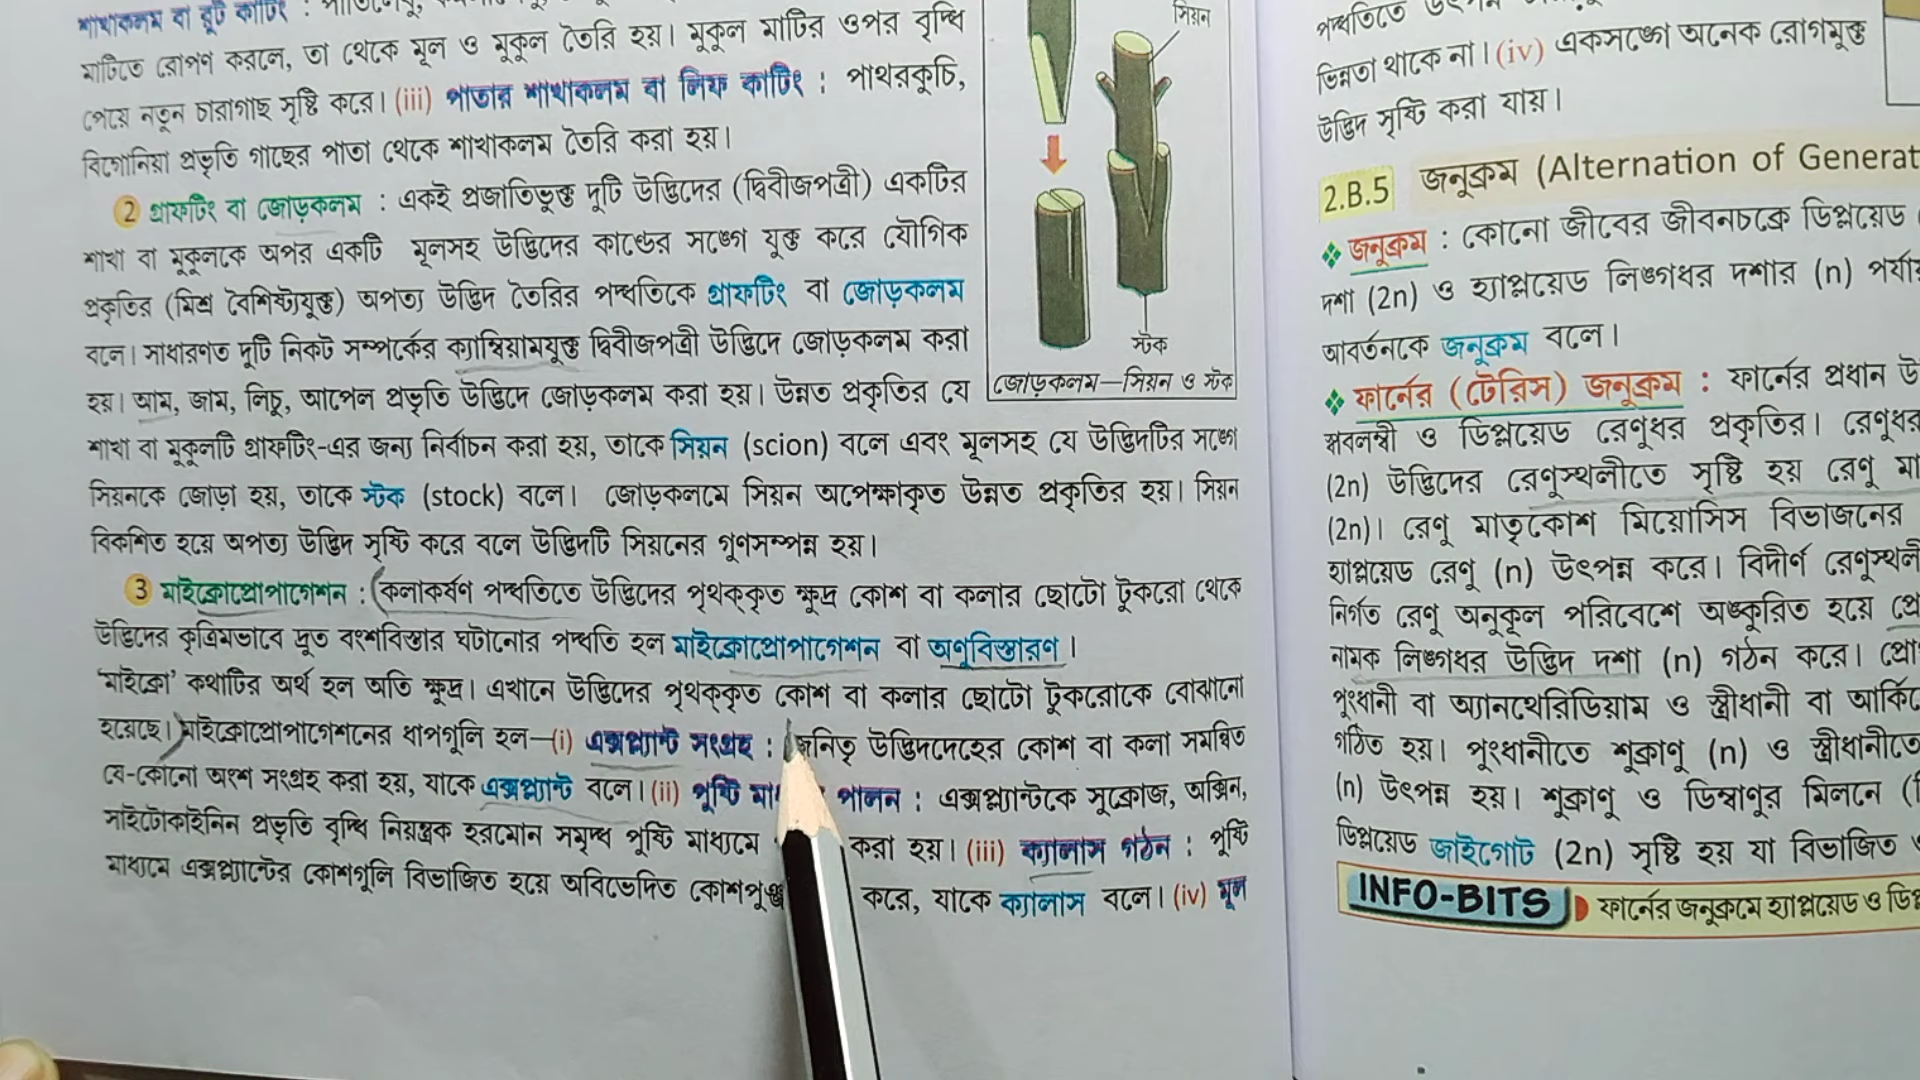 শাখাকলম বা রুট কাটিং :
মাটিতে রোপণ করলে, তা থেকে মূল ও মুকুল তৈরি হয়। মুকুল মাটির ওপর বৃদ্ধি
পেয়ে নতুন চারাগাছ সৃষ্টি করে। (iii) পাতার শাখাকলম বা লিফ কাটিং : পাথরকুচি,
বিগোনিয়া প্রভৃতি গাছের পাতা থেকে শাখাকলম তৈরি করা হয়।
2 গ্রাফটিং বা জোড়কলম : একই প্রজাতিভুক্ত দুটি উদ্ভিদের (দ্বিবীজপত্রী) একটির
শাখা বা মুকুলকে অপর একটি মূলসহ উদ্ভিদের কাণ্ডের সঙ্গে যুক্ত করে যৌগিক
প্রকৃতির (মিশ্র বৈশিষ্ট্যযুক্ত) অপত্য উদ্ভিদ তৈরির পদ্ধতিকে গ্রাফটিং বা জোড়কলম
বলে। সাধারণত দুটি নিকট সম্পর্কের ক্যাম্বিয়ামযুক্ত দ্বিবীজপত্রী উদ্ভিদে জোড়কলম করা
হয়। আম, জাম, লিচু, আপেল প্রভৃতি উদ্ভিদে জোড়কলম করা হয়। উন্নত প্রকৃতির যে
শাখা বা মুকুলটি গ্রাফটিং-এর জন্য নির্বাচন করা হয়, তাকে সিয়ন (scion) বলে এবং মূলসহ যে উদ্ভিদটির সঙ্গে
সিয়নকে জোড়া হয়, তাকে স্টক (stock) বলে। জোড়কলমে সিয়ন অপেক্ষাকৃত উন্নত প্রকৃতির হয়। সিয়ন
বিকশিত হয়ে অপত্য উদ্ভিদ সৃষ্টি করে বলে উদ্ভিদটি সিয়নের গুণসম্পন্ন হয়।
3 মাইক্রোপ্রোপাগেশন : কলাকর্ষণ পদ্ধতিতে উদ্ভিদের পৃথক্‌কৃত ক্ষুদ্র কোশ বা কলার ছোটো টুকরো থেকে
উদ্ভিদের কৃত্রিমভাবে দ্রুত বংশবিস্তার ঘটানোর পদ্ধতি হল মাইক্রোপ্রোপাগেশন বা অণুবিস্তারণ।
'মাইক্রো' কথাটির অর্থ হল অতি ক্ষুদ্র। এখানে উদ্ভিদের পৃথক্‌কৃত কোশ বা কলার ছোটো টুকরোকে বোঝানো
হয়েছে। মাইক্রোপ্রোপাগেশনের ধাপগুলি হল—(i) এক্সপ্ল্যান্ট সংগ্রহ : জনিতৃ উদ্ভিদদেহের কোশ বা কলা সমন্বিত
যে-কোনো অংশ সংগ্রহ করা হয়, যাকে এক্সপ্ল্যান্ট বলে। (ii) পুষ্টি পালন : এক্সপ্ল্যান্টকে সুক্রোজ, অক্সিন,
সাইটোকাইনিন প্রভৃতি বৃদ্ধি নিয়ন্ত্রক হরমোন সমৃদ্ধ পুষ্টি মাধ্যমে করা হয়। (iii) ক্যালাস গঠন : পুষ্টি
মাধ্যমে এক্সপ্ল্যান্টের কোশগুলি বিভাজিত হয়ে অবিভেদিত কোশপুঞ্জ করে, যাকে ক্যালাস বলে। (iv) মূল
সিয়ন
স্টক
জোড়কলম—সিয়ন ও স্টক
পদ্ধতিতে
ভিন্নতা থাকে না। (iv) একসঙ্গে অনেক রোগমুক্ত
উদ্ভিদ সৃষ্টি করা যায়।
2.B.5 জনুক্রম (Alternation of Generat
জনুক্রম : কোনো জীবের জীবনচক্রে ডিপ্লয়েড
দশা (2n) ও হ্যাপ্লয়েড লিঙ্গধর দশার (n) পর্যা
আবর্তনকে জনুক্রম বলে।
ফার্নের (টেরিস) জনুক্রম : ফার্নের প্রধান উ
স্বাবলম্বী ও ডিপ্লয়েড রেণুধর প্রকৃতির। রেণুধর
(2n) উদ্ভিদের রেণুস্থলীতে সৃষ্টি হয় রেণু মা
(2n)। রেণু মাতৃকোশ মিয়োসিস বিভাজনের
হ্যাপ্লয়েড রেণু (n) উৎপন্ন করে। বিদীর্ণ রেণুস্থলী
নির্গত রেণু অনুকূল পরিবেশে অঙ্কুরিত হয়ে প্রো
নামক লিঙ্গধর উদ্ভিদ দশা (n) গঠন করে। প্রো
পুংধানী বা অ্যানথেরিডিয়াম ও স্ত্রীধানী বা আর্কি
গঠিত হয়। পুংধানীতে শুক্রাণু (n) ও স্ত্রীধানীতে
(n) উৎপন্ন হয়। শুক্রাণু ও ডিম্বাণুর মিলনে
ডিপ্লয়েড জাইগোট (2n) সৃষ্টি হয় যা বিভাজিত
INFO-BITS ফার্নের জনুক্রমে হ্যাপ্লয়েড ও ডিপ্ল